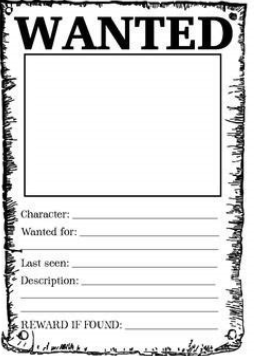 WANTED
Character:
Wanted for:
Last seen:
Description:
REWARD IF FOUND: